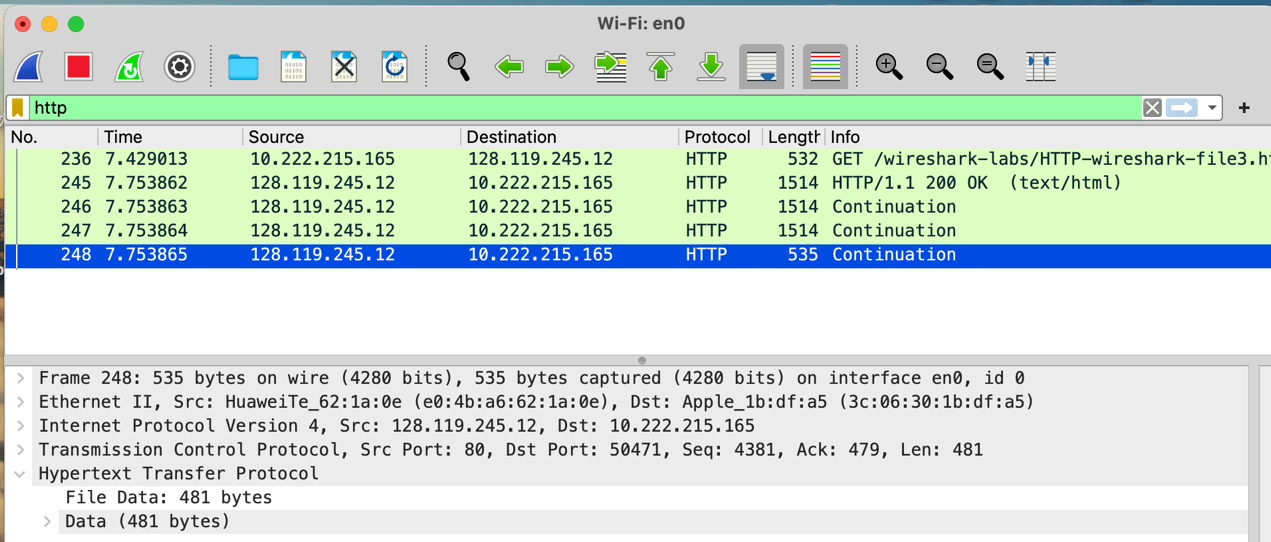 Wi-Fi: en0
http
+
No. Time Source Destination Protocol Length Info
236 7.429013 10.222.215.165 128.119.245.12 HTTP 532 GET /wireshark-labs/HTTP-wireshark-file3.ht
245 7.753862 128.119.245.12 10.222.215.165 HTTP 1514 HTTP/1.1 200 OK (text/html)
246 7.753863 128.119.245.12 10.222.215.165 HTTP 1514 Continuation
247 7.753864 128.119.245.12 10.222.215.165 HTTP 1514 Continuation
248 7.753865 128.119.245.12 10.222.215.165 HTTP 535 Continuation
Frame 248: 535 bytes on wire (4280 bits), 535 bytes captured (4280 bits) on interface en0, id 0
Ethernet II, Src: HuaweiTe_62:1a:0e (e0:4b:a6:62:1a:0e), Dst: Apple_1b:df:a5 (3c:06:30:1b:df:a5)
Internet Protocol Version 4, Src: 128.119.245.12, Dst: 10.222.215.165
Transmission Control Protocol, Src Port: 80, Dst Port: 50471, Seq: 4381, Ack: 479, Len: 481
Hypertext Transfer Protocol
File Data: 481 bytes
Data (481 bytes)